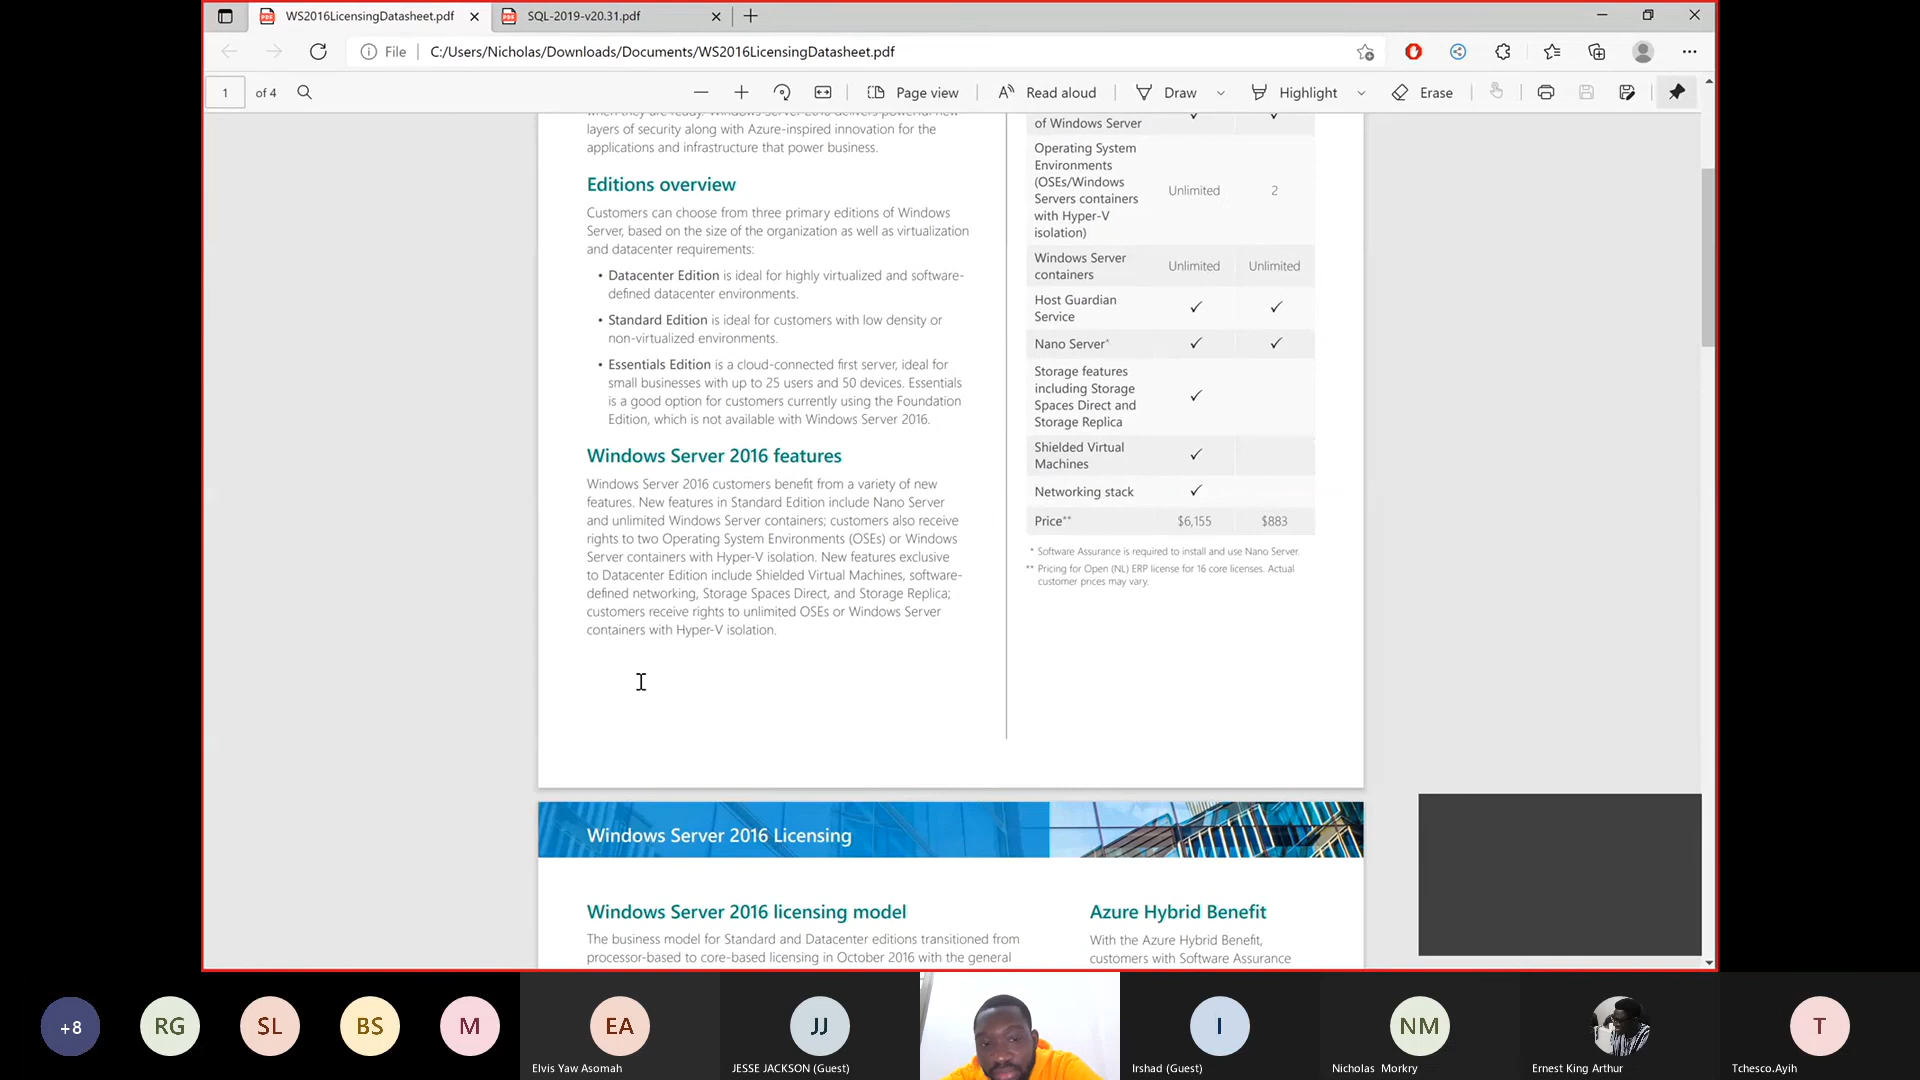 WS2016LicensingDatasheet.pdf
SQL-2019-v20.31.pdf
File
C:/Users/Nicholas/Downloads/Documents/WS2016LicensingDatasheet.pdf
1 of 4
Page view
Read aloud
Draw
Highlight
Erase
layers of security along with Azure-inspired innovation for the
applications and infrastructure that power business.
Editions overview
Customers can choose from three primary editions of Windows
Server, based on the size of the organization as well as virtualization
and datacenter requirements:
• Datacenter Edition is ideal for highly virtualized and software-
defined datacenter environments.
• Standard Edition is ideal for customers with low density or
non-virtualized environments.
• Essentials Edition is a cloud-connected first server, ideal for
small businesses with up to 25 users and 50 devices. Essentials
is a good option for customers currently using the Foundation
Edition, which is not available with Windows Server 2016.
Windows Server 2016 features
Windows Server 2016 customers benefit from a variety of new
features. New features in Standard Edition include Nano Server
and unlimited Windows Server containers; customers also receive
rights to two Operating System Environments (OSEs) or Windows
Server containers with Hyper-V isolation. New features exclusive
to Datacenter Edition include Shielded Virtual Machines, software-
defined networking, Storage Spaces Direct, and Storage Replica;
customers receive rights to unlimited OSEs or Windows Server
containers with Hyper-V isolation.
of Windows Server ✓ ✓
Operating System
Environments
(OSEs/Windows
Servers containers
with Hyper-V
isolation)
Unlimited 2
Windows Server
containers
Unlimited Unlimited
Host Guardian
Service
✓ ✓
Nano Server* ✓ ✓
Storage features
including Storage
Spaces Direct and
Storage Replica
✓
Shielded Virtual
Machines
✓
Networking stack ✓
Price** $6,155 $883
* Software Assurance is required to install and use Nano Server.
** Pricing for Open (NL) ERP license for 16 core licenses. Actual
customer prices may vary.
Windows Server 2016 Licensing
Windows Server 2016 licensing model
The business model for Standard and Datacenter editions transitioned from
processor-based to core-based licensing in October 2016 with the general
Azure Hybrid Benefit
With the Azure Hybrid Benefit,
customers with Software Assurance
+8
RG
SL
BS
M
EA
Elvis Yaw Asomah
JJ
JESSE JACKSON (Guest)
I
Irshad (Guest)
NM
Nicholas Morkry
Ernest King Arthur
T
Tchesco.Ayih